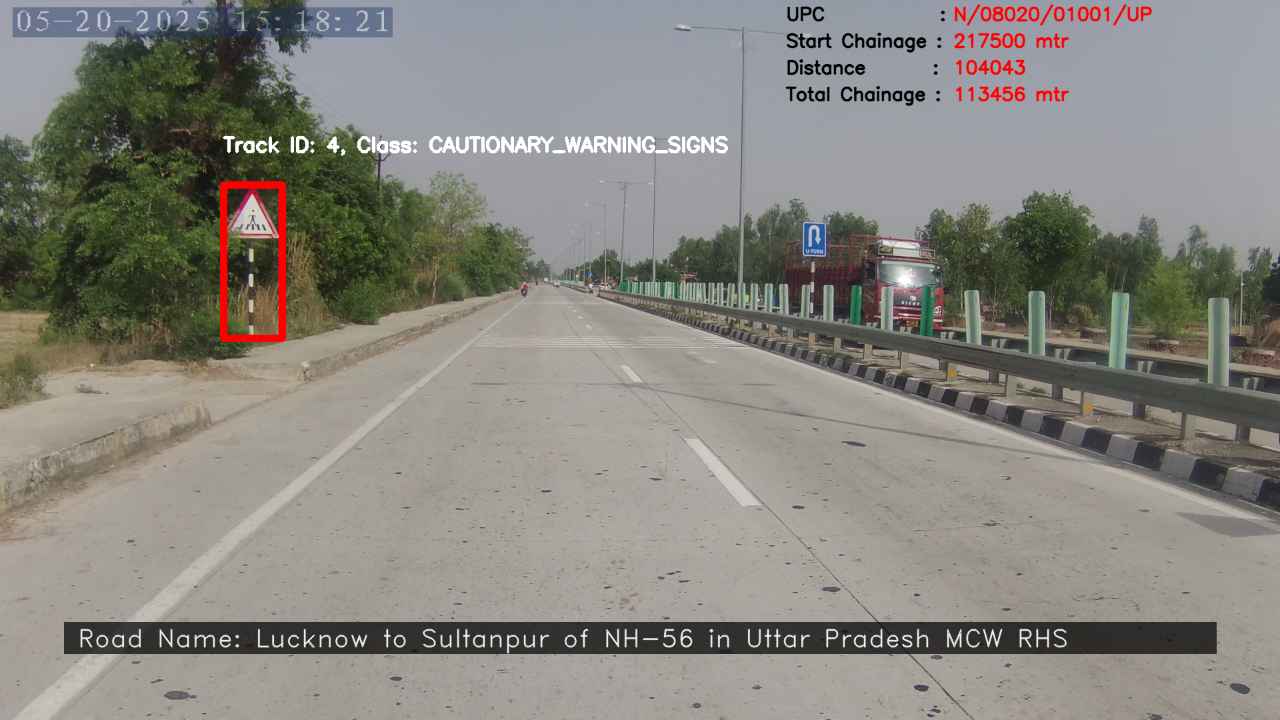 05-20-2025 15:18:21
UPC : N/08020/01001/UP
Start Chainage : 217500 mtr
Distance : 104043
Total Chainage : 113456 mtr
Track ID: 4, Class: CAUTIONARY_WARNING_SIGNS
U-TURN
Road Name: Lucknow to Sultanpur of NH-56 in Uttar Pradesh MCW RHS